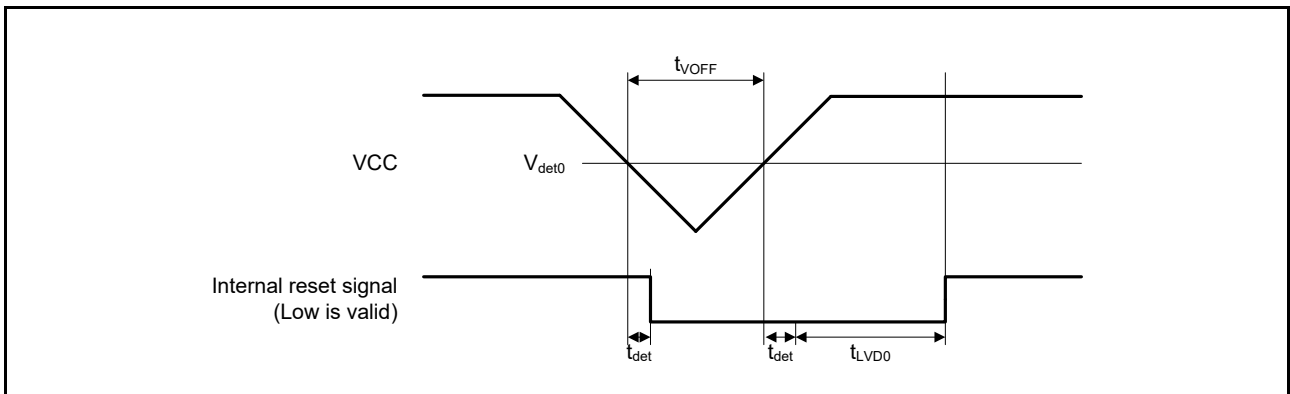 tVOFF
VCC
Vdet0
Internal reset signal
(Low is valid)
tdet
tdet
tLVD0